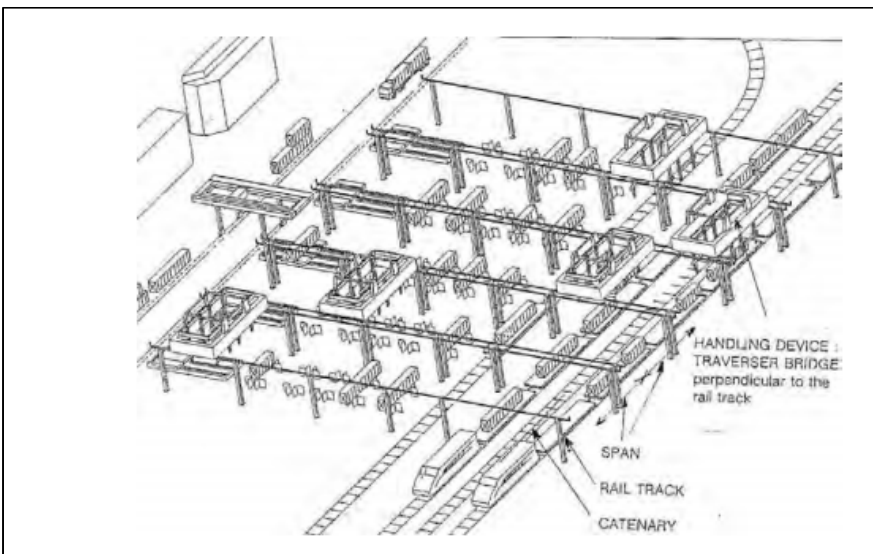 HANDLING DEVICE :
TRAVERSER BRIDGE
perpendicular to the
rail track
SPAN
RAIL TRACK
CATENARY